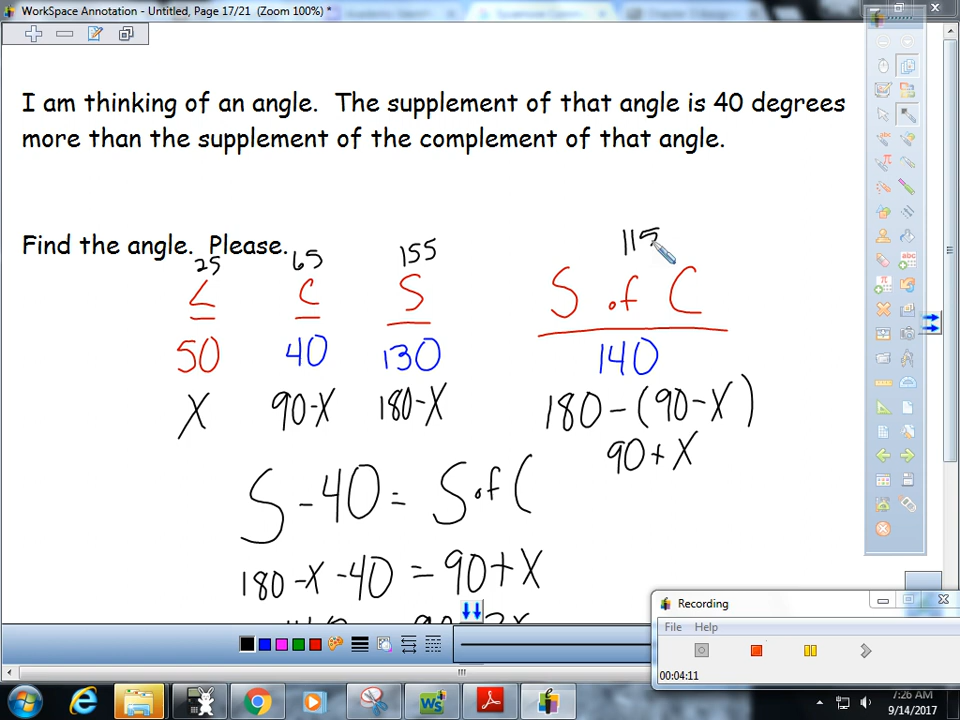 WorkSpace Annotation - Untitled, Page 17/21 (Zoom 100%) *
I am thinking of an angle. The supplement of that angle is 40 degrees
more than the supplement of the complement of that angle.
Find the angle. Please.
25 65 155 115
∠ C S S of C
50 40 130 140
X 90-X 180-X 180-(90-X)
90+X
S-40 = S of C
180-X-40 = 90+X
Recording
File Help
00:04:11
7:26 AM
9/14/2017